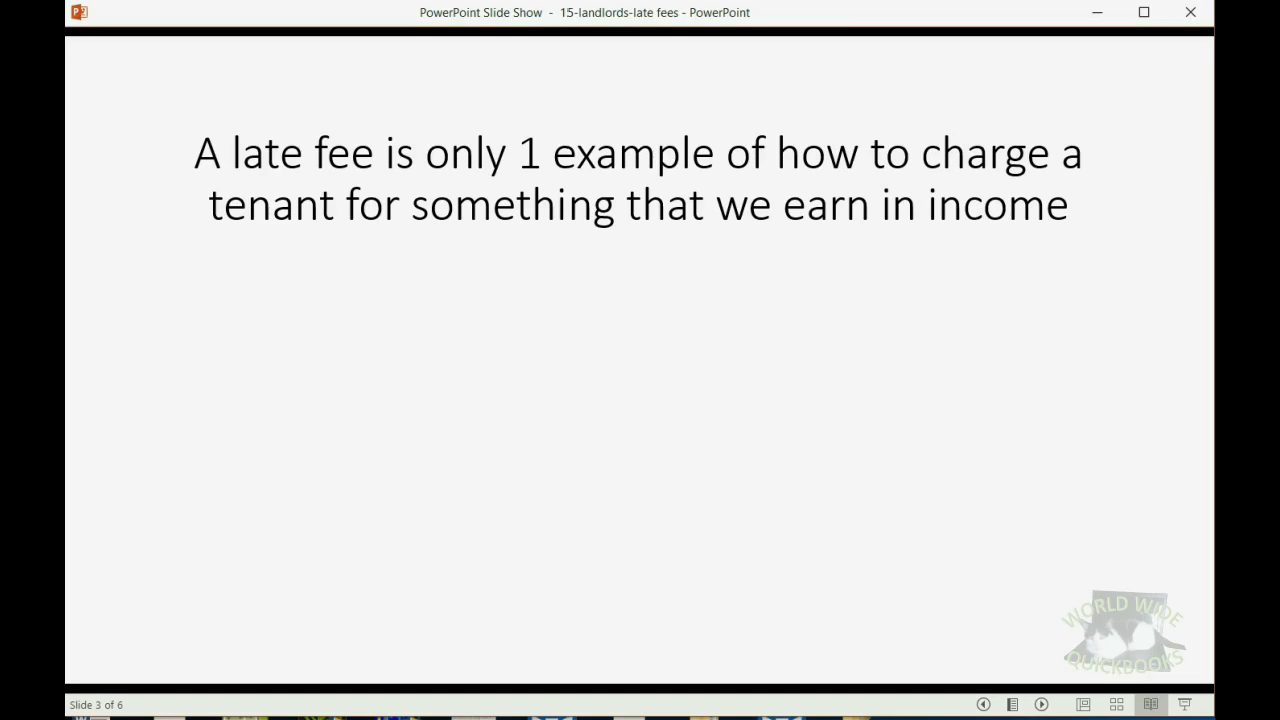 PowerPoint Slide Show - 15-landlords-late fees - PowerPoint
A late fee is only 1 example of how to charge a
tenant for something that we earn in income
WORLD WIDE
QUICKBOOKS
Slide 3 of 6